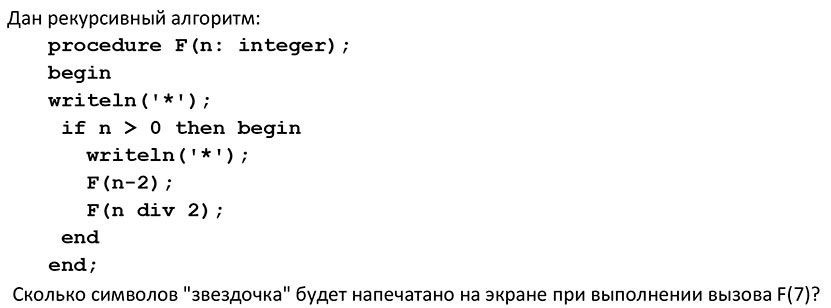 Дан рекурсивный алгоритм:
procedure F(n: integer);
begin
writeln('*');
if n > 0 then begin
writeln('*');
F(n-2);
F(n div 2);
end
end;
Сколько символов "звездочка" будет напечатано на экране при выполнении вызова F(7)?